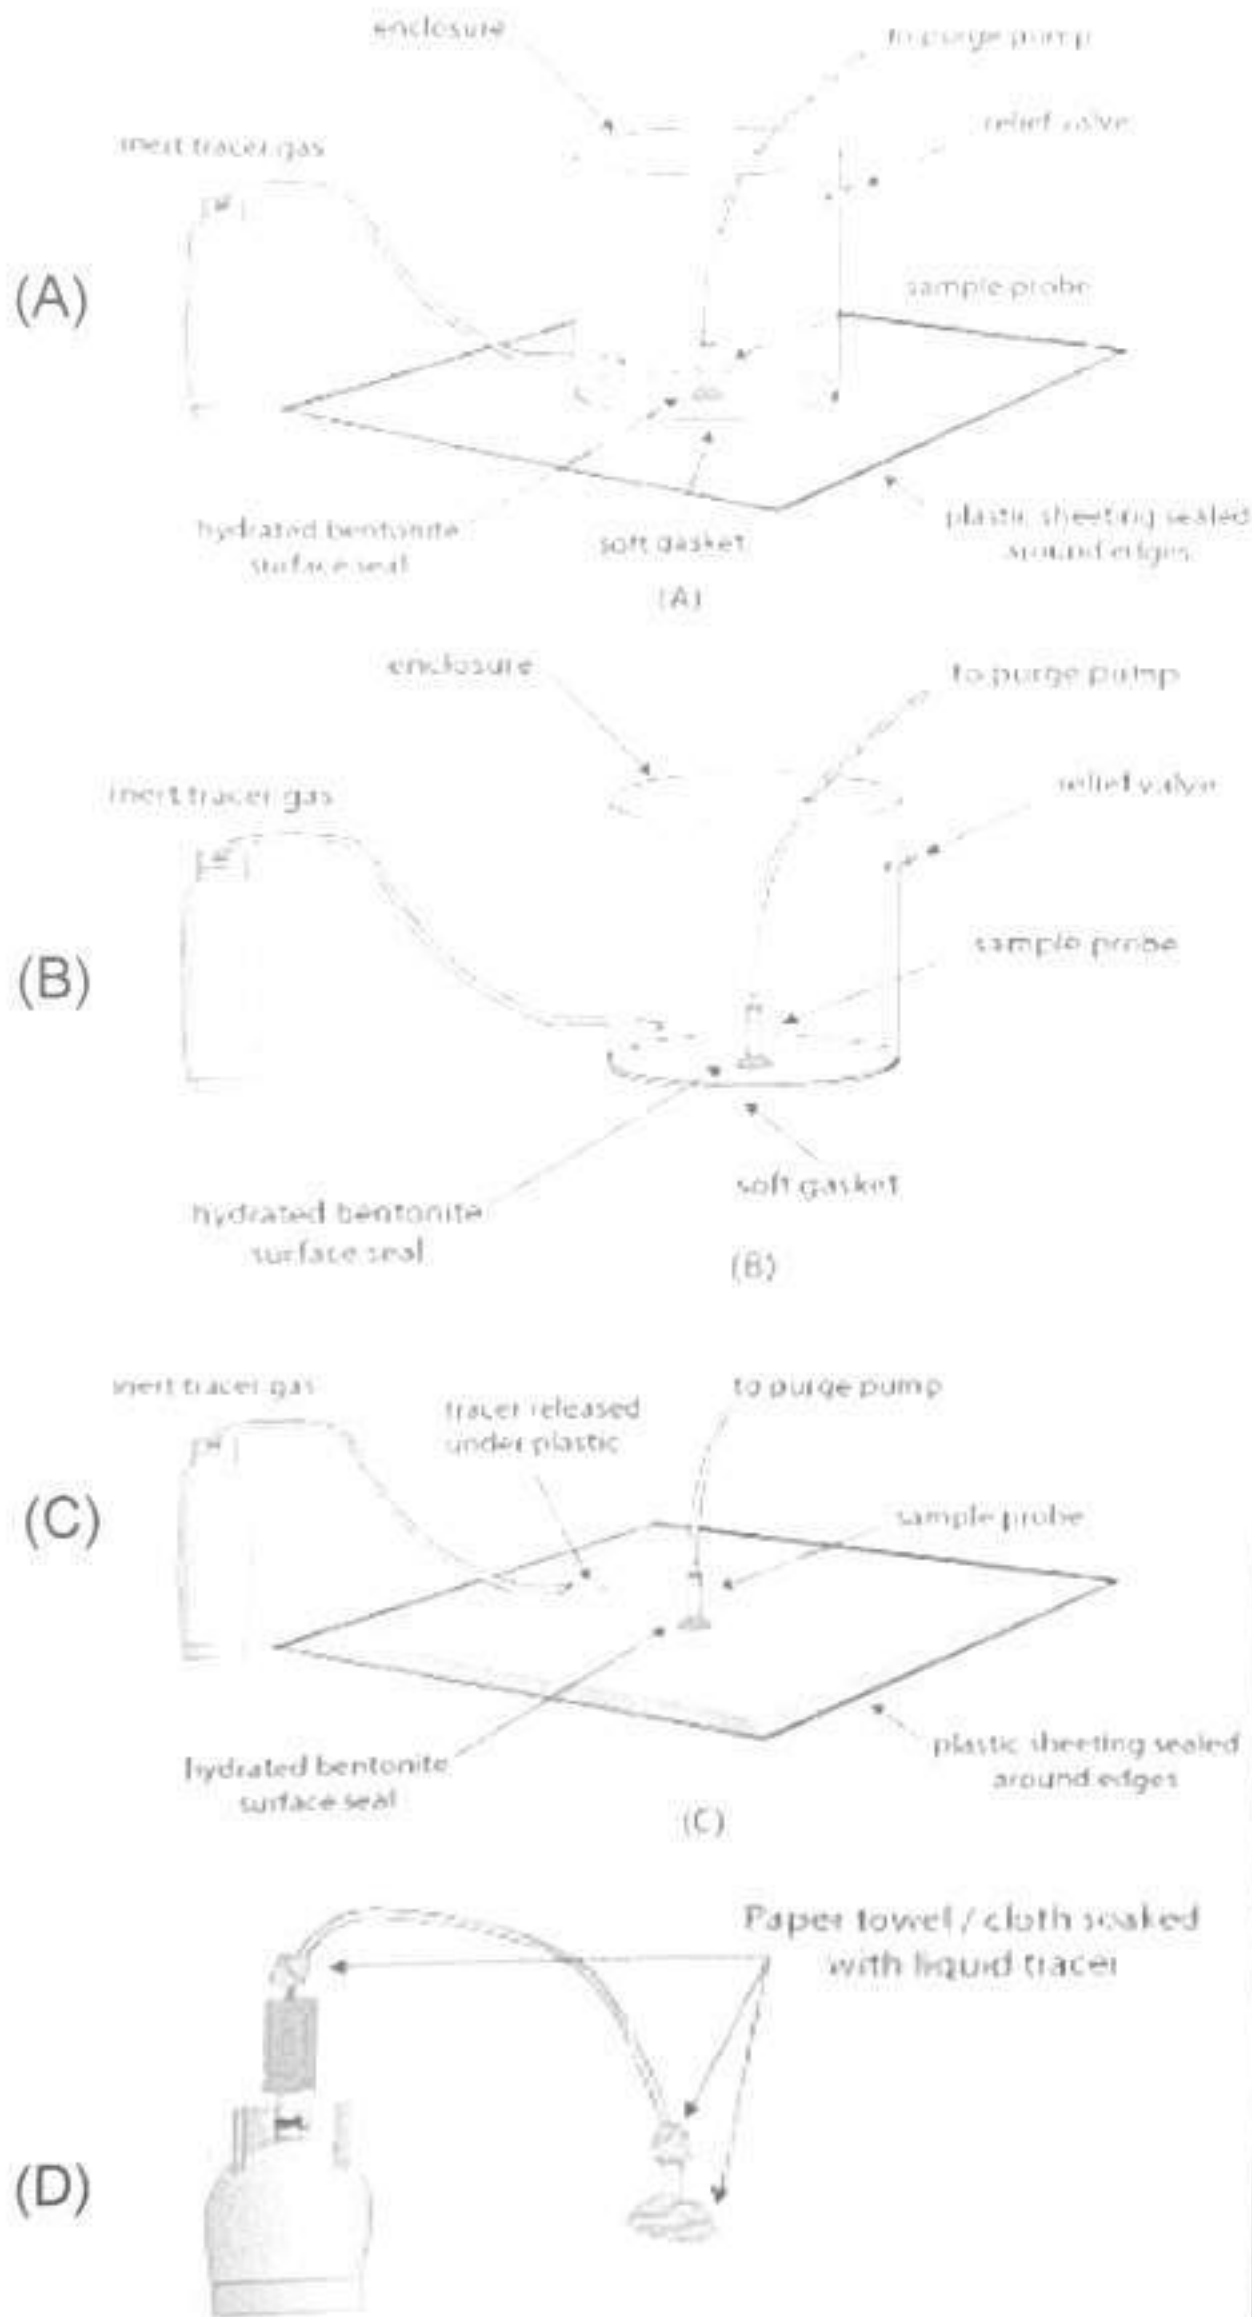 enclosure
to purge pump
inert tracer gas
relief valve
(A)
sample probe
hydrated bentonite
surface seal
soft gasket
plastic sheeting sealed
around edges
(A)
enclosure
to purge pump
inert tracer gas
relief valve
(B)
sample probe
soft gasket
hydrated bentonite
surface seal
(B)
inert tracer gas
tracer released
under plastic
to purge pump
(C)
sample probe
hydrated bentonite
surface seal
plastic sheeting sealed
around edges
(C)
Paper towel / cloth soaked
with liquid tracer
(D)